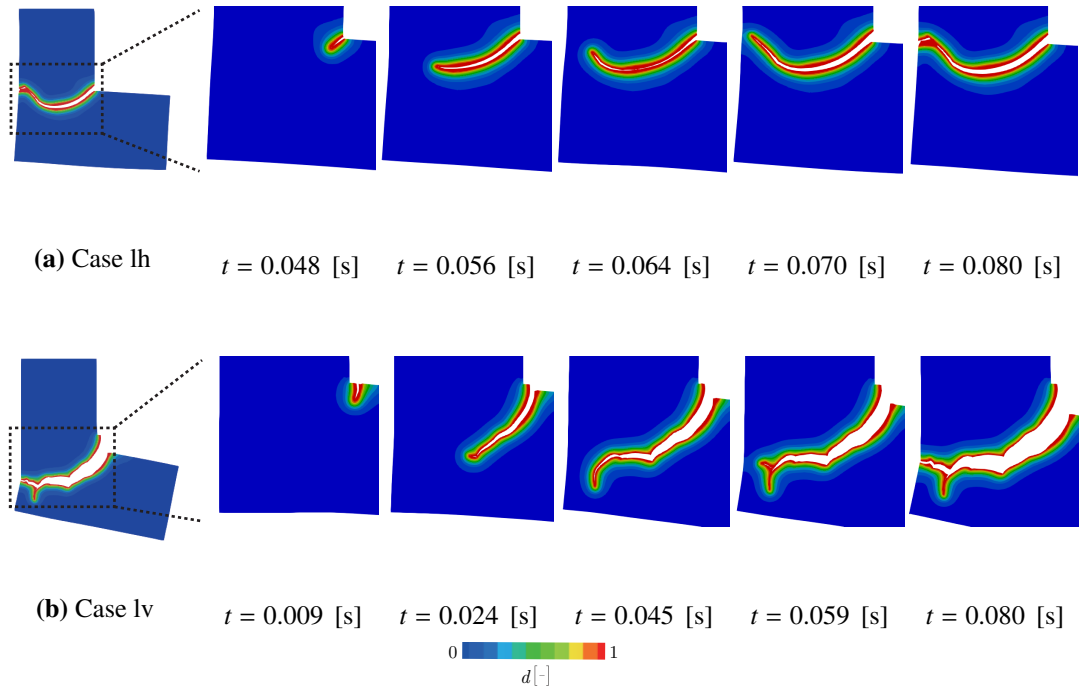 (a) Case lh t = 0.048 [s] t = 0.056 [s] t = 0.064 [s] t = 0.070 [s] t = 0.080 [s]
(b) Case lv t = 0.009 [s] t = 0.024 [s] t = 0.045 [s] t = 0.059 [s] t = 0.080 [s]
0 1
d[-]